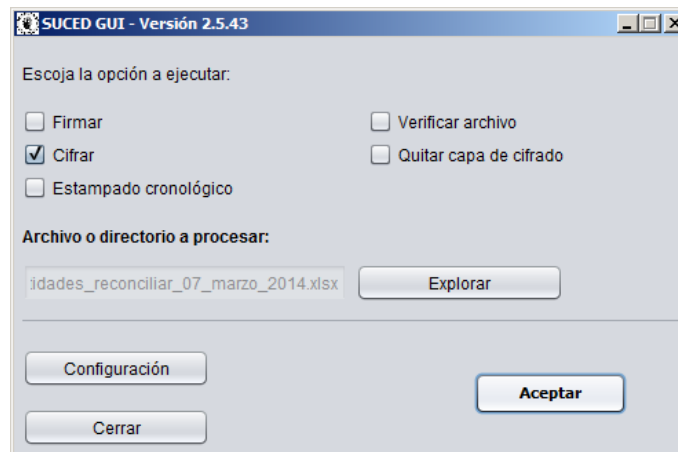 SUCED GUI - Versión 2.5.43
Escoja la opción a ejecutar:
Firmar
Verificar archivo
Cifrar
Quitar capa de cifrado
Estampado cronológico
Archivo o directorio a procesar:
idades_reconciliar_07_marzo_2014.xlsx
Explorar
Configuración
Aceptar
Cerrar